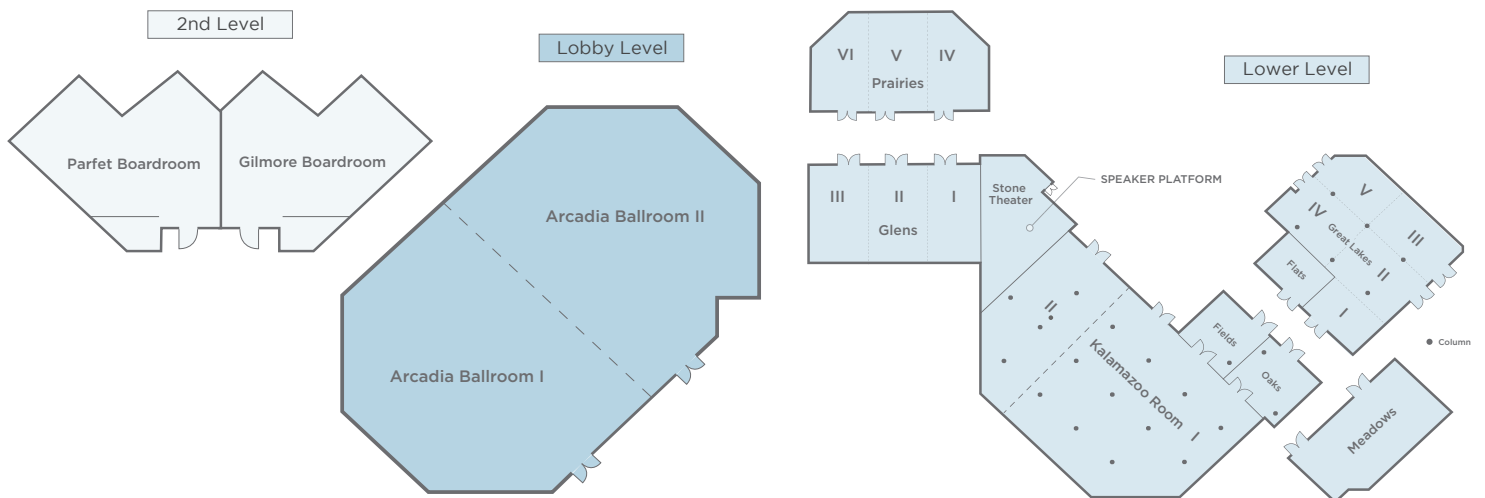 2nd Level
Parfet Boardroom
Gilmore Boardroom
Lobby Level
Arcadia Ballroom II
Arcadia Ballroom I
Lower Level
VI
V
IV
Prairies
III
II
I
Glens
Stone
Theater
SPEAKER PLATFORM
II
Kalamazoo Room
I
Fields
Oaks
V
IV
III
Great Lakes
II
I
Flats
Column
Meadows